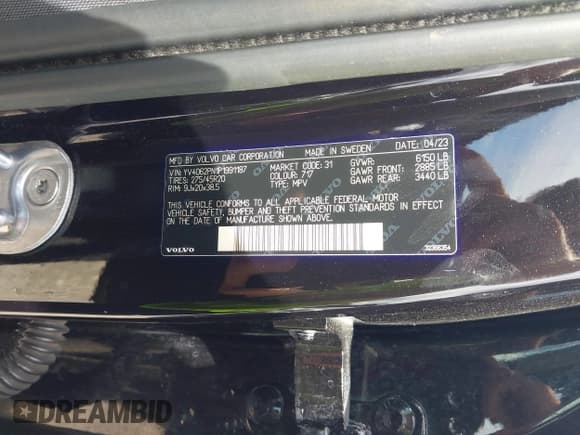 MFD BY VOLVO CAR CORPORATION MADE IN SWEDEN DATE: 04/23
VIN: YV4062PN1P1991187 MARKET CODE: 31 GVWR: 6150 LB
TIRES: 275/45R20 COLOUR: 717 GAWR FRONT: 2885 LB
RIM: 9Jx20x38.5 TYPE: MPV GAWR REAR: 3440 LB
THIS VEHICLE CONFORMS TO ALL APPLICABLE FEDERAL MOTOR
VEHICLE SAFETY, BUMPER AND THEFT PREVENTION STANDARDS IN EFFECT
ON THE DATE OF MANUFACTURE SHOWN ABOVE.
VOLVO
DREAMBID